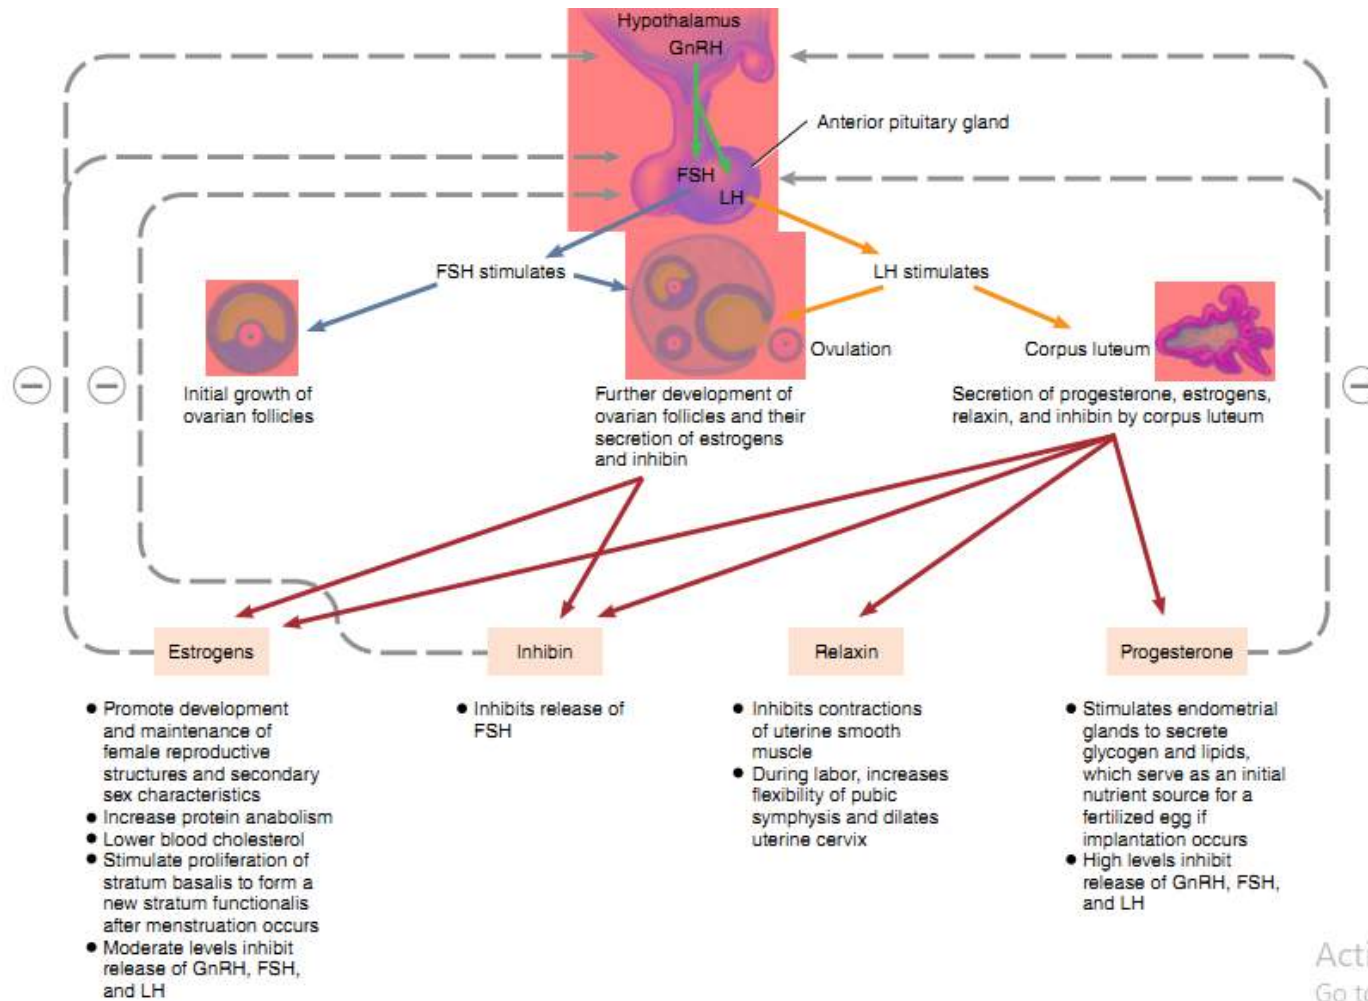 Hypothalamus
GnRH
Anterior pituitary gland
FSH
LH
FSH stimulates
LH stimulates
Ovulation
Corpus luteum
Initial growth of
ovarian follicles
Further development of
ovarian follicles and their
secretion of estrogens
and inhibin
Secretion of progesterone, estrogens,
relaxin, and inhibin by corpus luteum
Estrogens
● Promote development
and maintenance of
female reproductive
structures and secondary
sex characteristics
● Increase protein anabolism
● Lower blood cholesterol
● Stimulate proliferation of
stratum basalis to form a
new stratum functionalis
after menstruation occurs
● Moderate levels inhibit
release of GnRH, FSH,
and LH
Inhibin
● Inhibits release of
FSH
Relaxin
● Inhibits contractions
of uterine smooth
muscle
● During labor, increases
flexibility of pubic
symphysis and dilates
uterine cervix
Progesterone
● Stimulates endometrial
glands to secrete
glycogen and lipids,
which serve as an initial
nutrient source for a
fertilized egg if
implantation occurs
● High levels inhibit
release of GnRH, FSH,
and LH
Acti
Go to